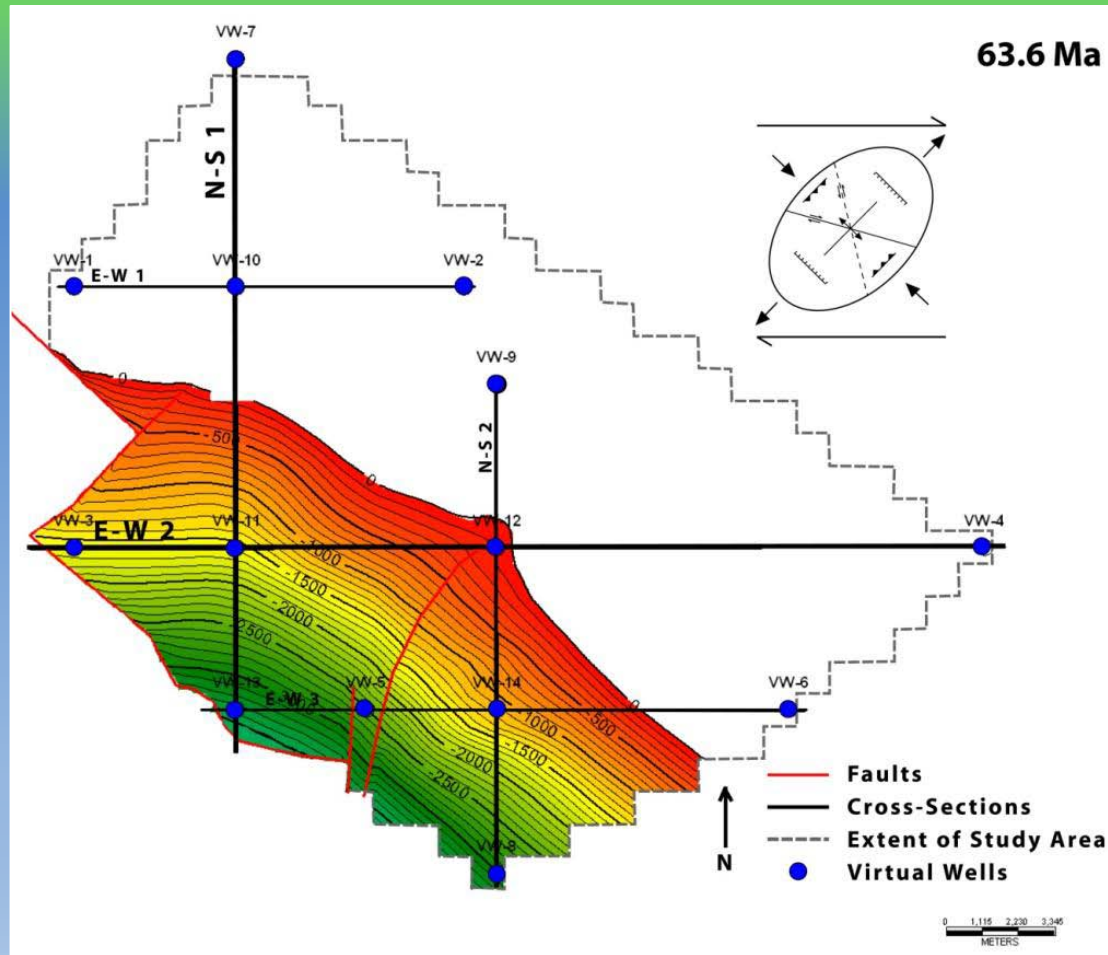 VW-7
63.6 Ma
N-S 1
VW-1
E-W 1
VW-10
VW-2
VW-9
0
-500
N-S 2
0
VW-3
E-W 2
VW-11
VW-12
VW-4
-1000
-1500
-2000
-2500
VW-13
E-W 3
VW-5
VW-14
VW-6
0
-500
-1000
-1500
-2000
-2500
VW-8
N
Faults
Cross-Sections
Extent of Study Area
Virtual Wells
0 1,115 2,230 3,345
METERS